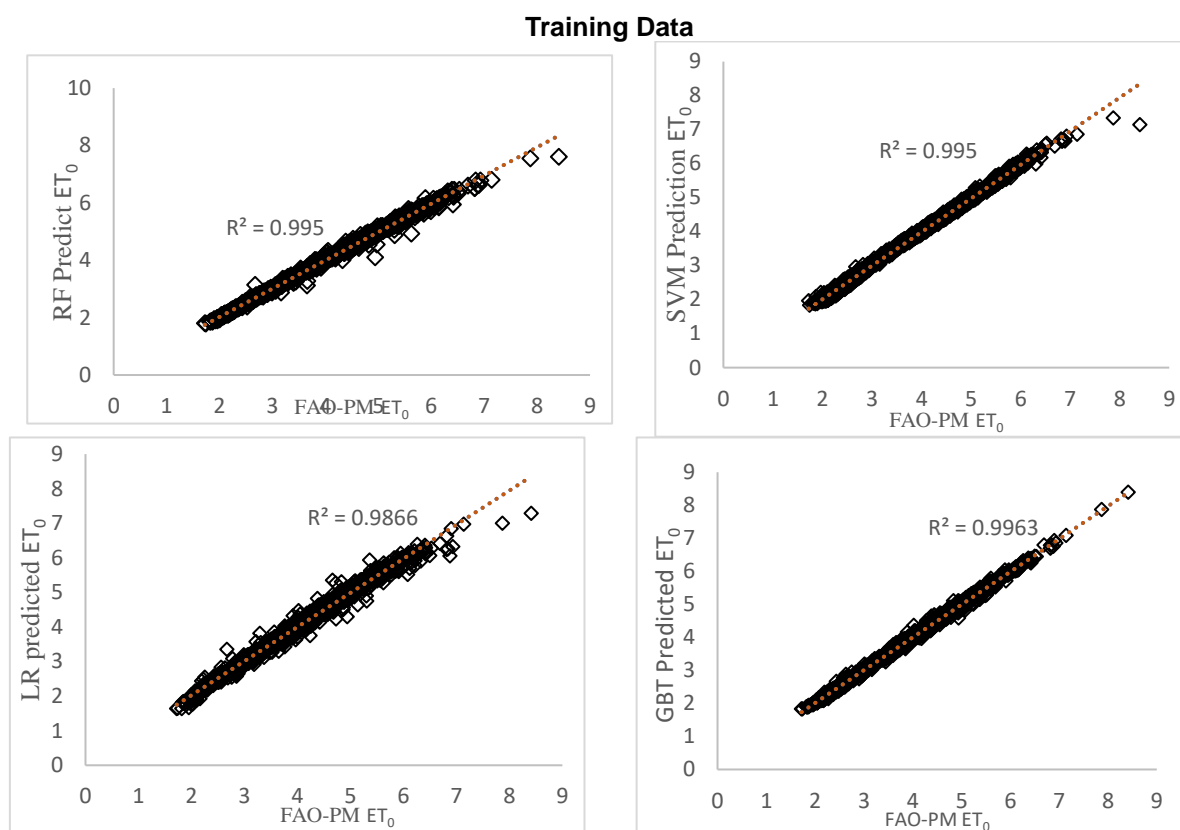 Training Data
10
8
6
4
2
0
RF Predict ET₀
R² = 0.995
0 1 2 3 4 5 6 7 8 9
FAO-PM ET₀
9
8
7
6
5
4
3
2
1
0
SVM Prediction ET₀
R² = 0.995
0 1 2 3 4 5 6 7 8 9
FAO-PM ET₀
9
8
7
6
5
4
3
2
1
0
LR predicted ET₀
R² = 0.9866
0 1 2 3 4 5 6 7 8 9
FAO-PM ET₀
9
8
7
6
5
4
3
2
1
0
GBT Predicted ET₀
R² = 0.9963
0 1 2 3 4 5 6 7 8 9
FAO-PM ET₀